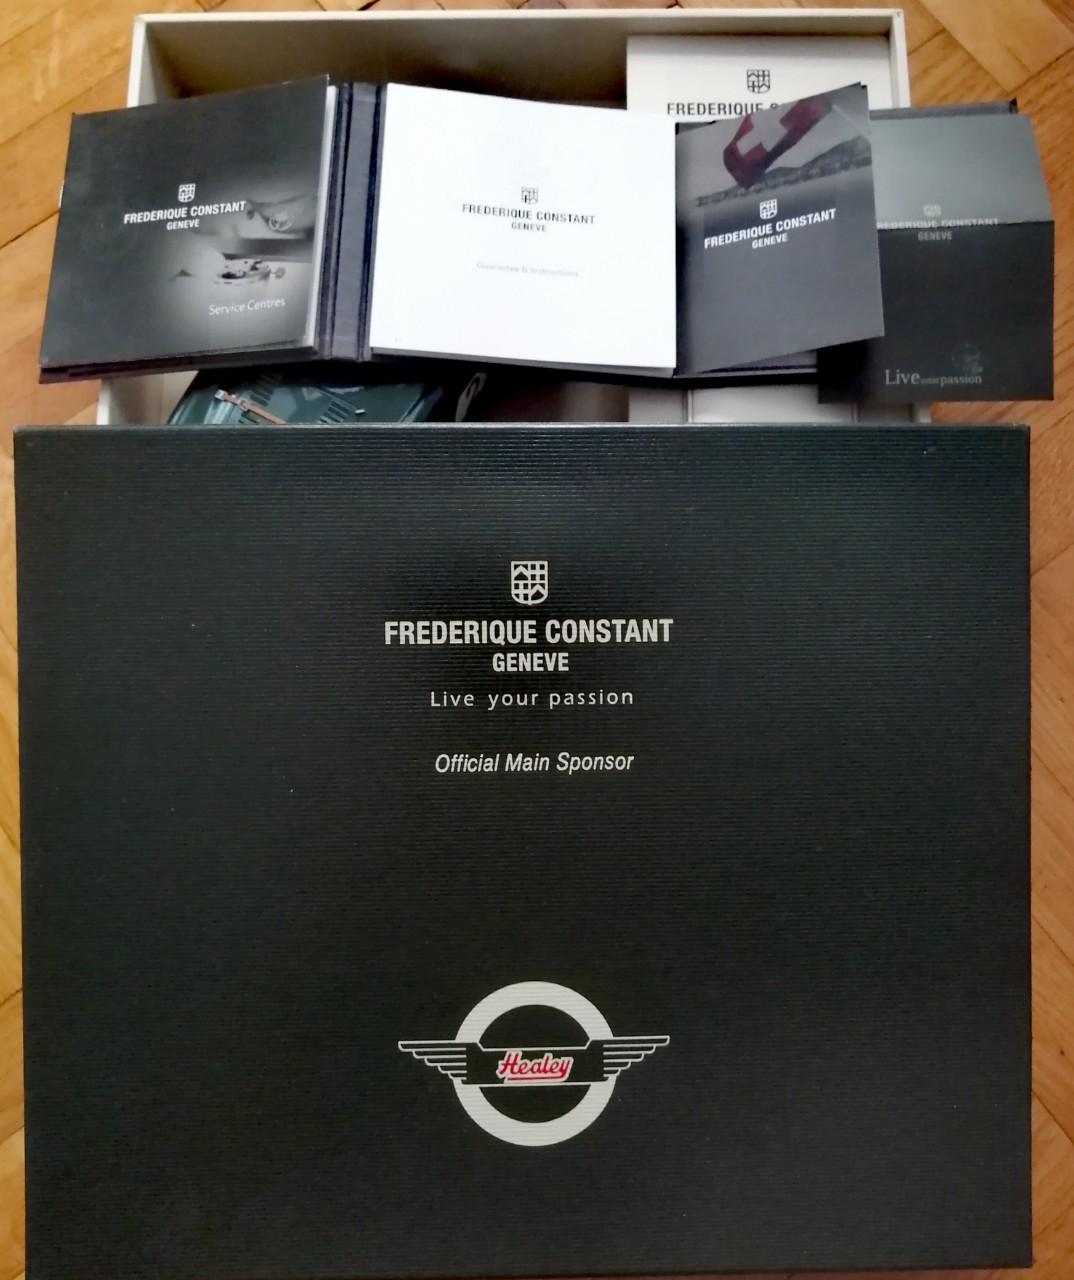 FREDERIQUE
FREDERIQUE CONSTANT
GENEVE
Service Centres
FREDERIQUE CONSTANT
GENEVE
Guarantee & Instructions
FREDERIQUE CONSTANT
GENEVE
FREDERIQUE CONSTANT
GENEVE
Live your passion
FREDERIQUE CONSTANT
GENEVE
Live your passion
Official Main Sponsor
Healey